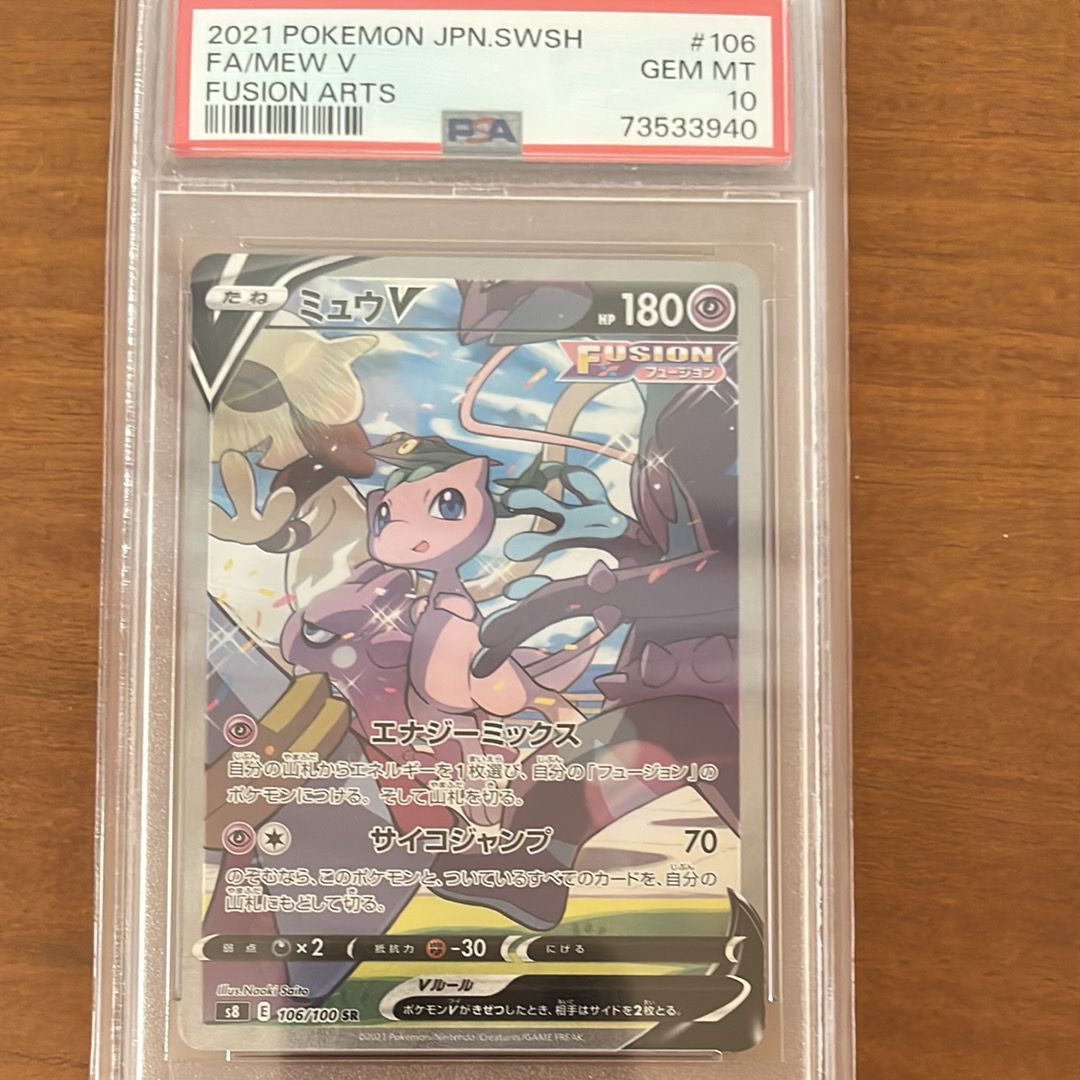 2021 POKEMON JPN.SWSH #106
FA/MEW V GEM MT
FUSION ARTS 10
PSA 73533940
たね ミュウV HP 180
FUSION
フュージョン
エナジーミックス
自分の山札からエネルギーを1枚選び、自分の「フュージョン」の
ポケモンにつける。そして山札を切る。
サイコジャンプ 70
のぞむなら、このポケモンと、ついているすべてのカードを、自分の
山札にもどして切る。
弱点 ×2 抵抗力 -30 にげる
Illus. Naoki Saito
Vルール
ポケモンVがきぜつしたとき、相手はサイドを2枚とる。
s8 E 106/100 SR
©2021 Pokémon/Nintendo/Creatures/GAME FREAK.